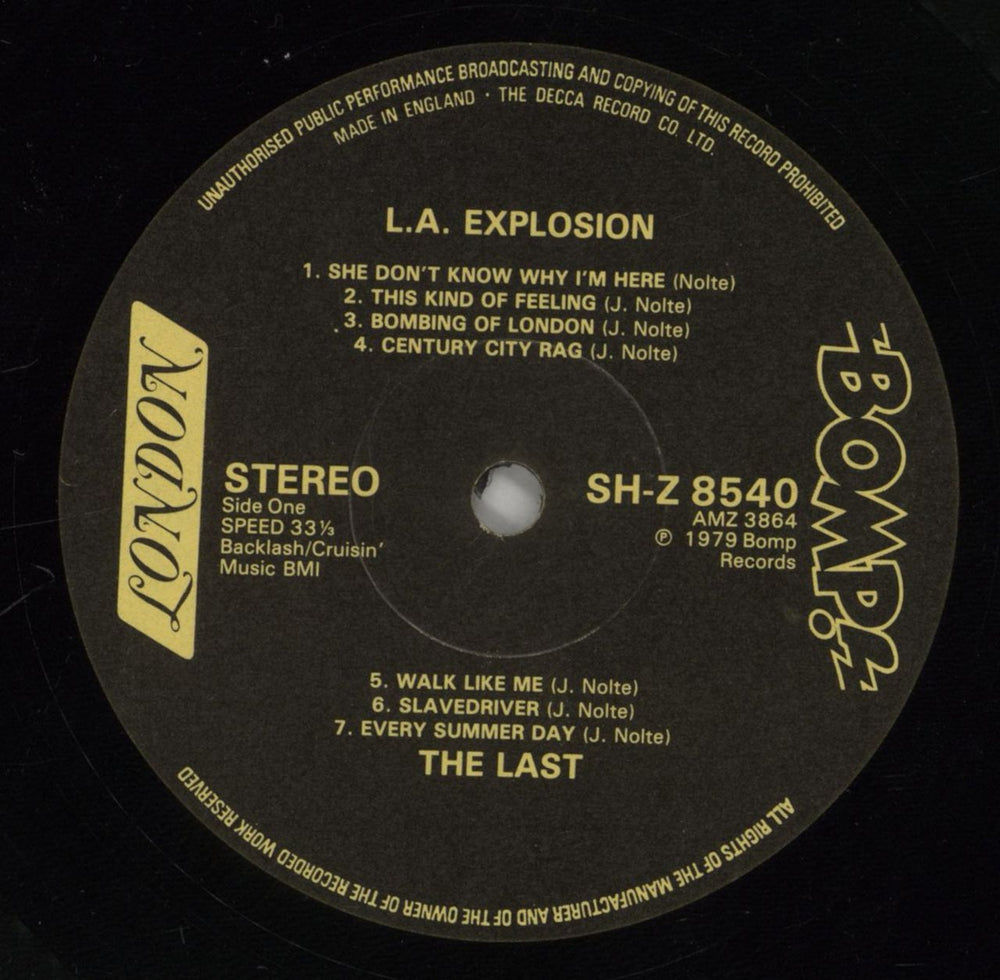 UNAUTHORISED PUBLIC PERFORMANCE BROADCASTING AND COPYING OF THIS RECORD PROHIBITED
MADE IN ENGLAND · THE DECCA RECORD CO. LTD.
L.A. EXPLOSION
1. SHE DON'T KNOW WHY I'M HERE (Nolte)
2. THIS KIND OF FEELING (J. Nolte)
3. BOMBING OF LONDON (J. Nolte)
4. CENTURY CITY RAG (J. Nolte)
LONDON
STEREO
Side One
SPEED 33⅓
Backlash/Cruisin'
Music BMI
SH-Z 8540
AMZ 3864
℗ 1979 Bomp
Records
BOMP!
5. WALK LIKE ME (J. Nolte)
6. SLAVEDRIVER (J. Nolte)
7. EVERY SUMMER DAY (J. Nolte)
THE LAST
ALL RIGHTS OF THE MANUFACTURER AND OF THE OWNER OF THE RECORDED WORK RESERVED